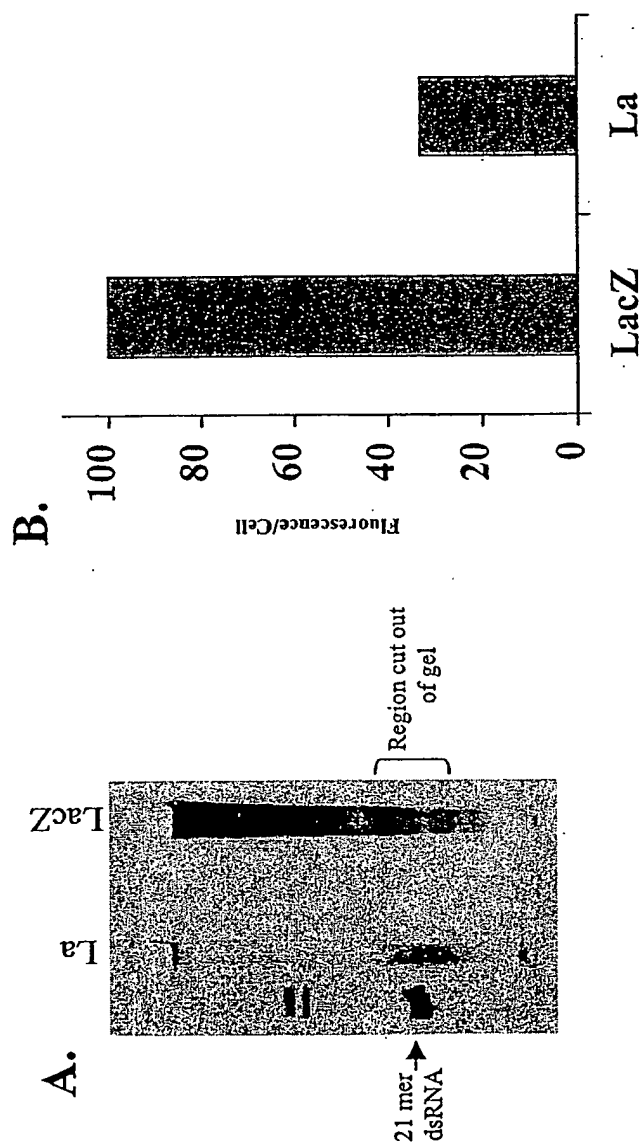 A.
La
LacZ
21 mer
dsRNA
Region cut out
of gel
B.
Fluorescence/Cell
100
80
60
40
20
0
LacZ
La